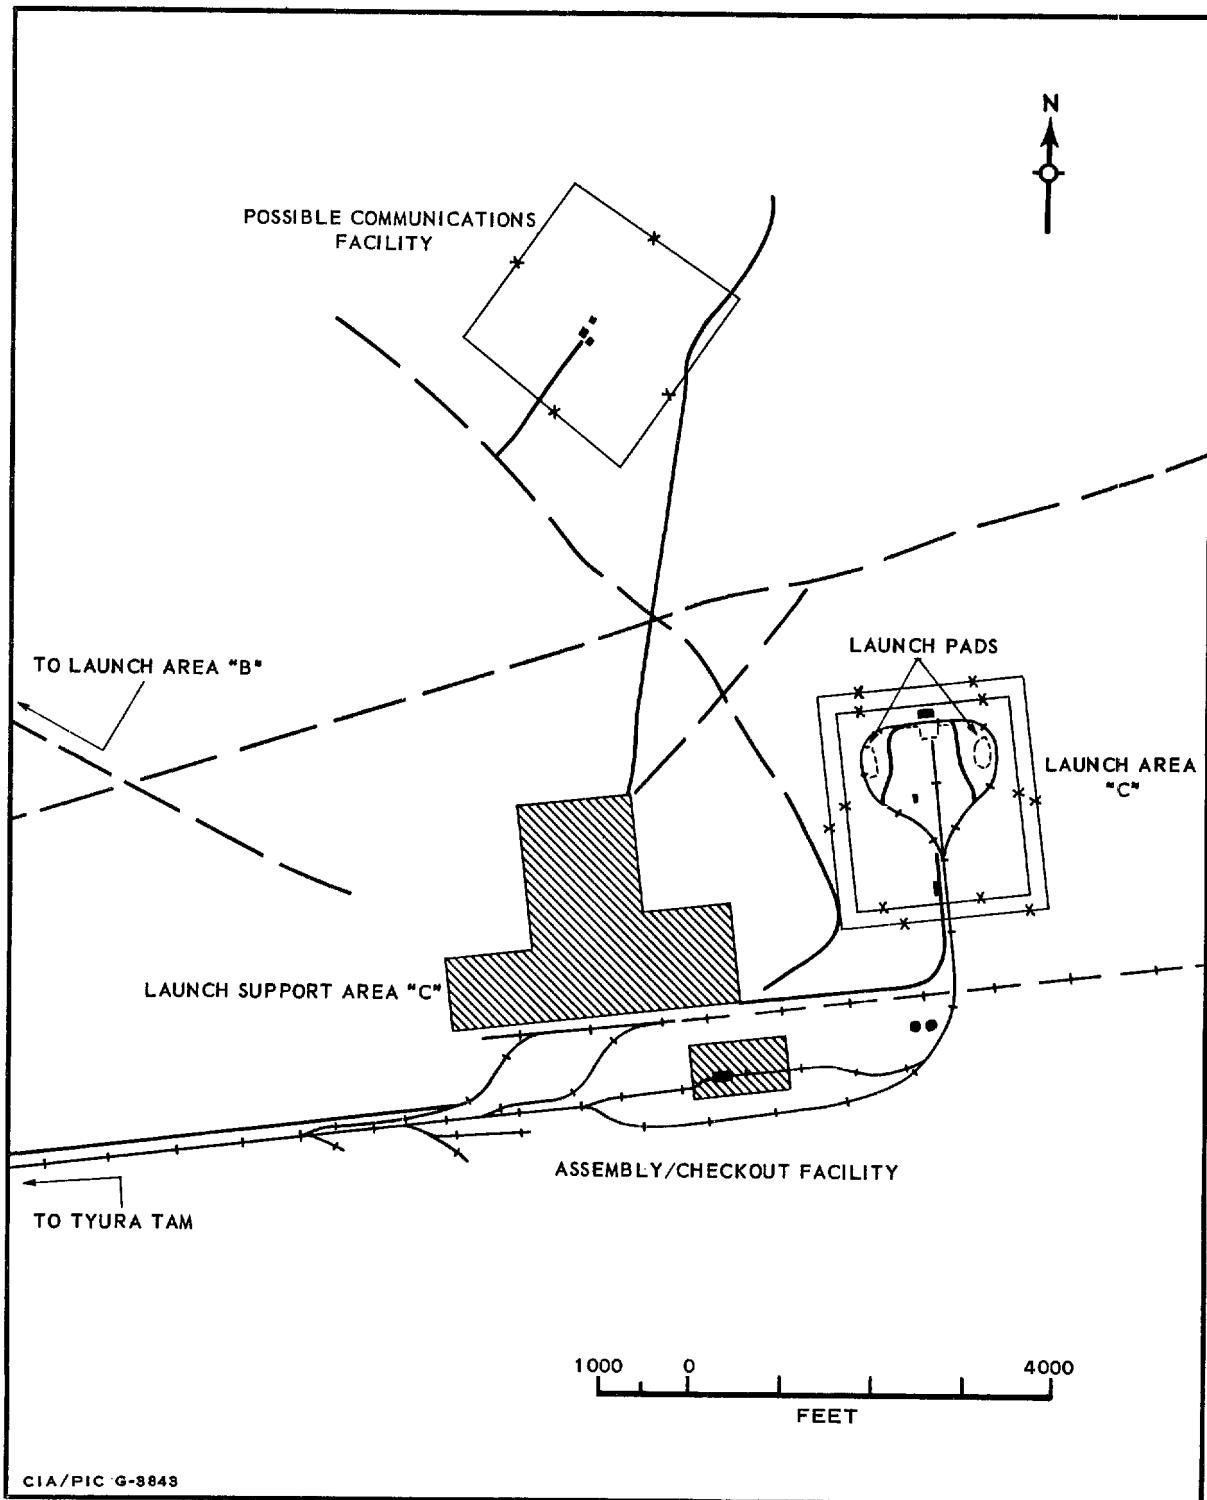 N
POSSIBLE COMMUNICATIONS
FACILITY
TO LAUNCH AREA "B"
LAUNCH PADS
LAUNCH AREA
"C"
LAUNCH SUPPORT AREA "C"
ASSEMBLY/CHECKOUT FACILITY
TO TYURA TAM
1000 0 4000
FEET
CIA/PIC G-3843